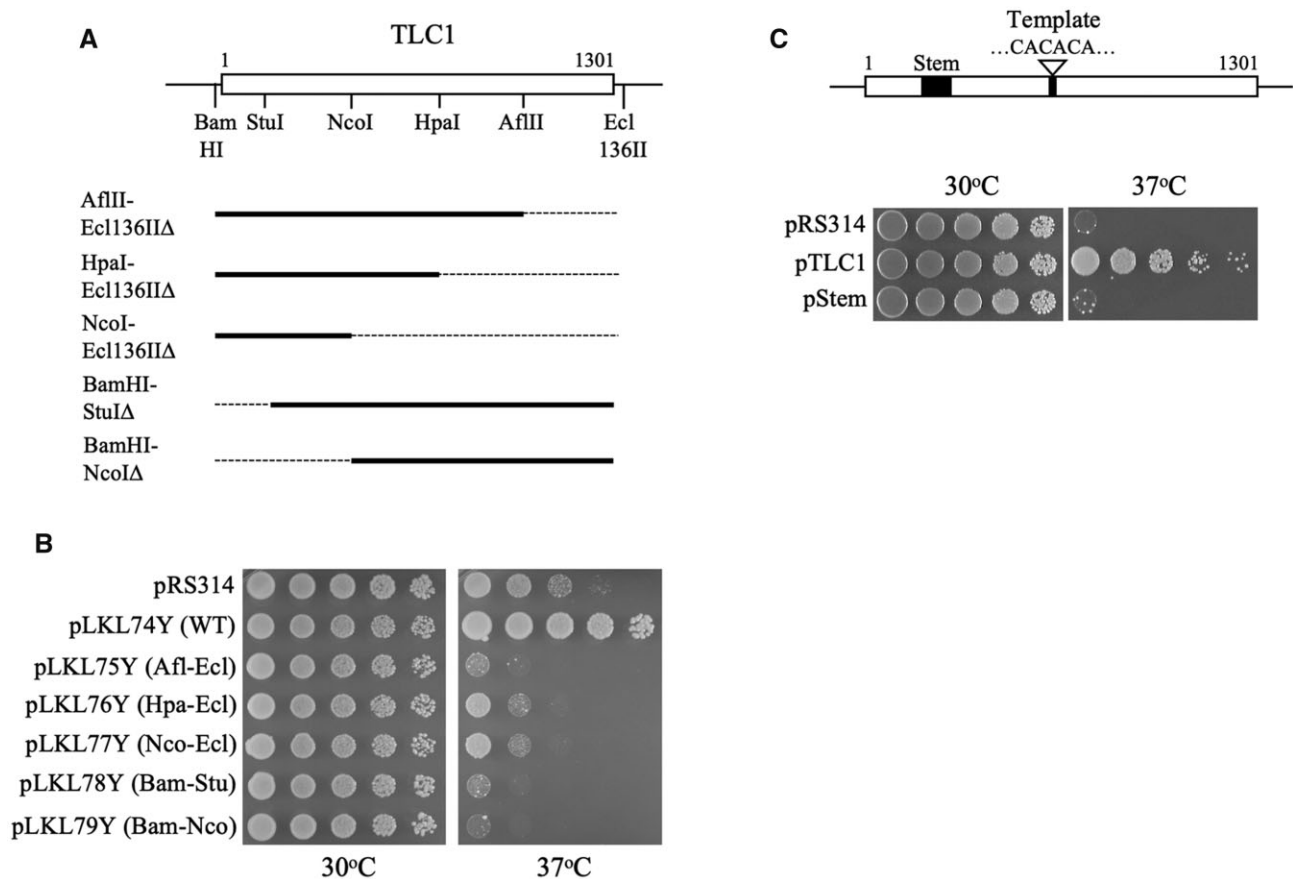 A
TLC1
1 1301
Bam HI
StuI
NcoI
HpaI
AflII
Ecl 136II
AflII-
Ecl136IIΔ
HpaI-
Ecl136IIΔ
NcoI-
Ecl136IIΔ
BamHI-
StuIΔ
BamHI-
NcoIΔ
B
pRS314
pLKL74Y (WT)
pLKL75Y (Afl-Ecl)
pLKL76Y (Hpa-Ecl)
pLKL77Y (Nco-Ecl)
pLKL78Y (Bam-Stu)
pLKL79Y (Bam-Nco)
30°C 37°C
C
Template
...CACACA...
1 Stem 1301
30°C 37°C
pRS314
pTLC1
pStem